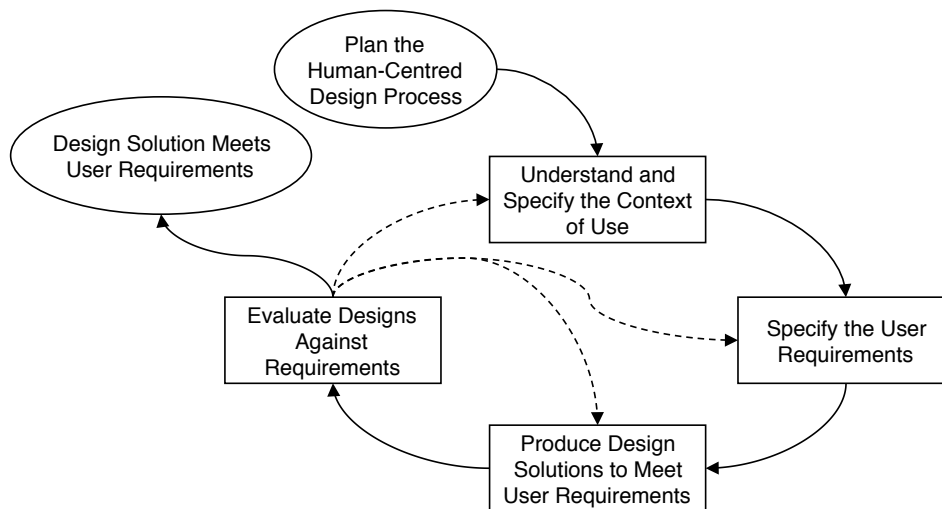 Plan the
Human-Centred
Design Process
Design Solution Meets
User Requirements
Understand and
Specify the Context
of Use
Evaluate Designs
Against
Requirements
Specify the User
Requirements
Produce Design
Solutions to Meet
User Requirements